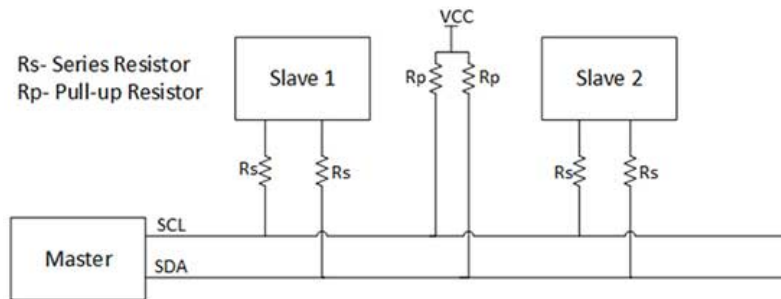 VCC
Rs- Series Resistor
Rp- Pull-up Resistor
Slave 1
Rp
Rp
Slave 2
Rs
Rs
Rs
Rs
SCL
Master
SDA